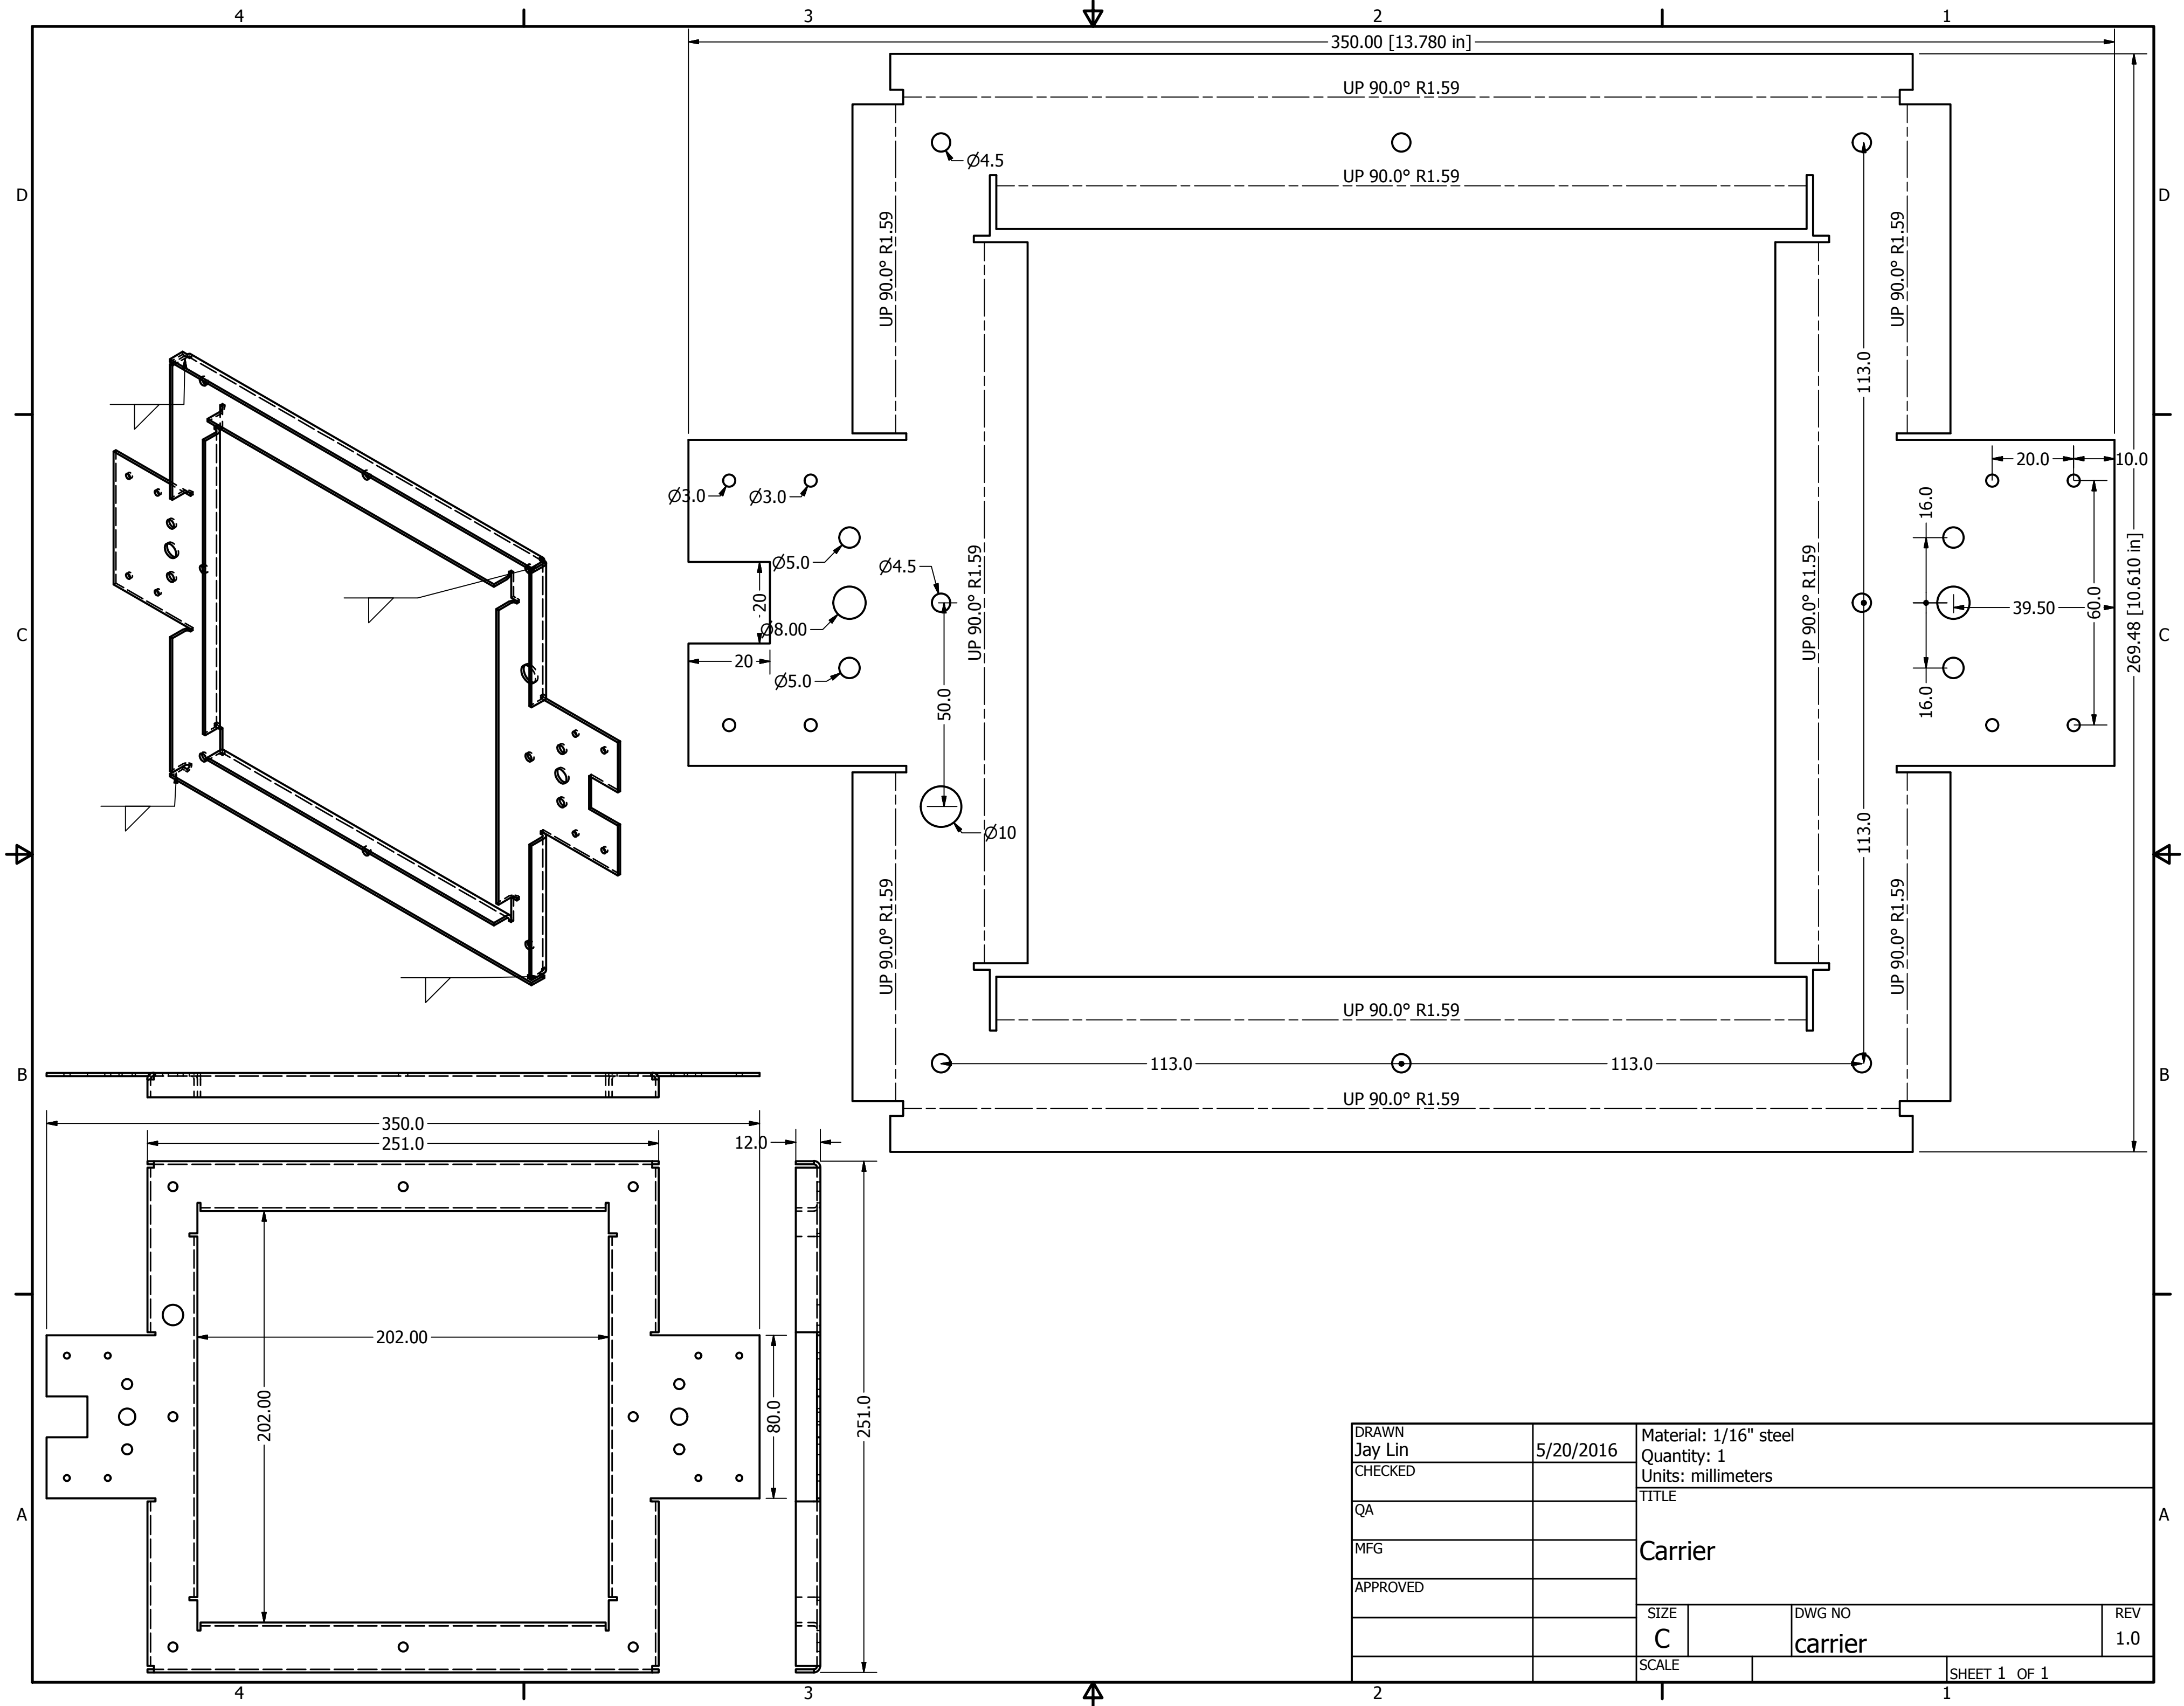 4
3
2
1
350.00 [13.780 in]
UP 90.0° R1.59
Ø4.5
UP 90.0° R1.59
D
D
UP 90.0° R1.59
UP 90.0° R1.59
113.0
20.0
10.0
Ø3.0
Ø3.0
16.0
Ø5.0
Ø4.5
UP 90.0° R1.59
UP 90.0° R1.59
20
39.50
60.0
269.48 [10.610 in]
Ø8.00
C
C
20
Ø5.0
50.0
16.0
Ø10
113.0
UP 90.0° R1.59
UP 90.0° R1.59
UP 90.0° R1.59
113.0
113.0
B
B
UP 90.0° R1.59
350.0
251.0
12.0
202.00
202.00
80.0
251.0
DRAWN
Jay Lin
5/20/2016
Material: 1/16" steel
Quantity: 1
Units: millimeters
CHECKED
TITLE
QA
A
A
MFG
Carrier
APPROVED
SIZE
DWG NO
REV
C
carrier
1.0
SCALE
SHEET 1 OF 1
4
3
2
1